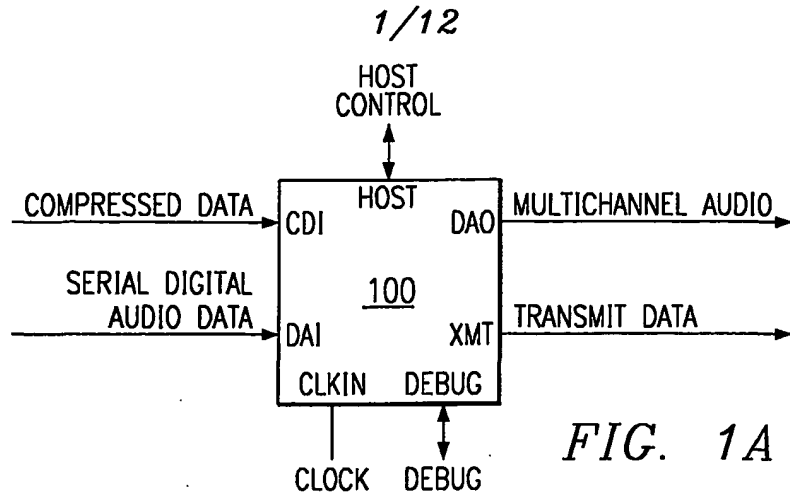 1/12
HOST
CONTROL
HOST
COMPRESSED DATA
CDI
DAO
MULTICHANNEL AUDIO
SERIAL DIGITAL
AUDIO DATA
100
DAI
XMT
TRANSMIT DATA
CLKIN
DEBUG
CLOCK
DEBUG
FIG. 1A